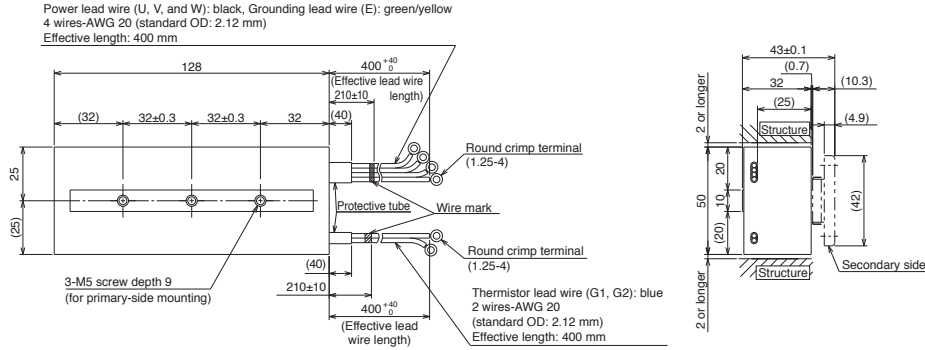 Power lead wire (U, V, and W): black, Grounding lead wire (E): green/yellow
4 wires-AWG 20 (standard OD: 2.12 mm)
Effective length: 400 mm
128
400 +40 0
(Effective lead wire
length)
210±10
(32)
32±0.3
32±0.3
32
(40)
25
(25)
Round crimp terminal
(1.25-4)
Protective tube
Wire mark
Round crimp terminal
(1.25-4)
3-M5 screw depth 9
(for primary-side mounting)
(40)
210±10
400 +40 0
(Effective lead
wire length)
Thermistor lead wire (G1, G2): blue
2 wires-AWG 20
(standard OD: 2.12 mm)
Effective length: 400 mm
43±0.1
(0.7)
32
(10.3)
(25)
(4.9)
2 or longer
Structure
50
20
10
(20)
(42)
Secondary side
Structure
2 or longer